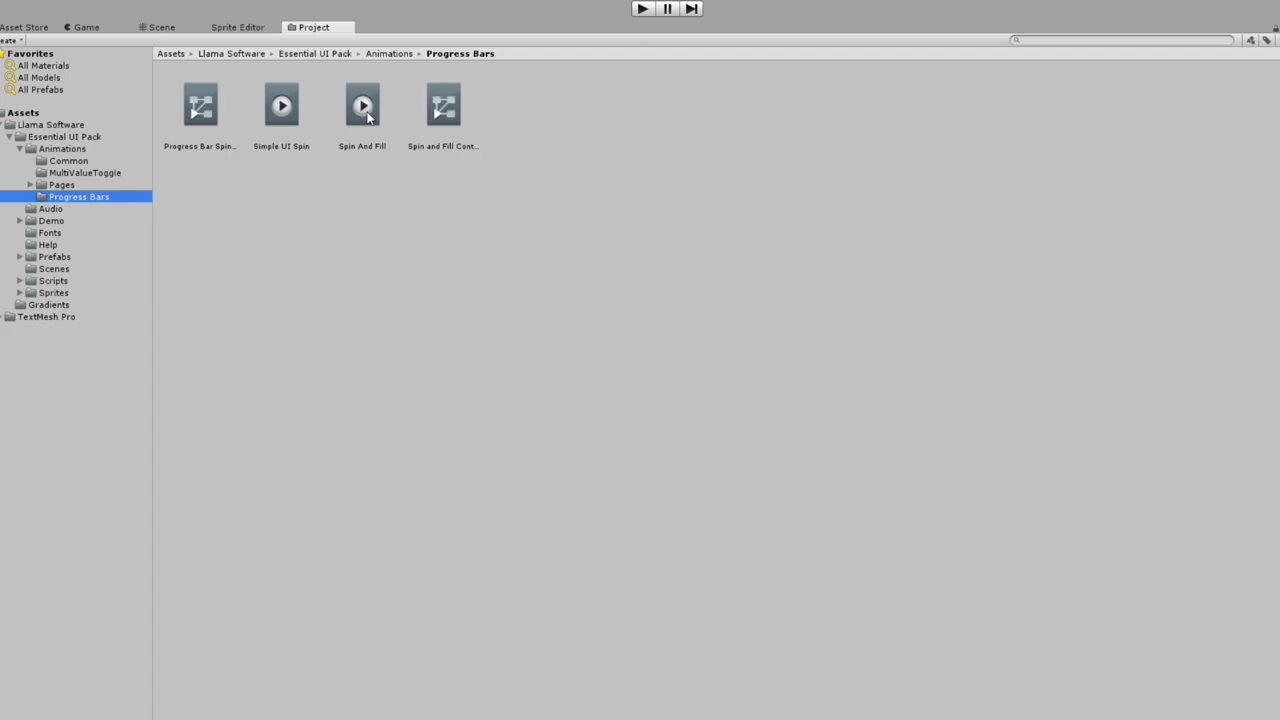 Asset Store
Game
Scene
Sprite Editor
Project
eate
Favorites
All Materials
All Models
All Prefabs
Assets
Llama Software
Essential UI Pack
Animations
Common
MultiValueToggle
Pages
Progress Bars
Audio
Demo
Fonts
Help
Prefabs
Scenes
Scripts
Sprites
Gradients
TextMesh Pro
Assets ▸ Llama Software ▸ Essential UI Pack ▸ Animations ▸ Progress Bars
Progress Bar Spin...
Simple UI Spin
Spin And Fill
Spin and Fill Cont...